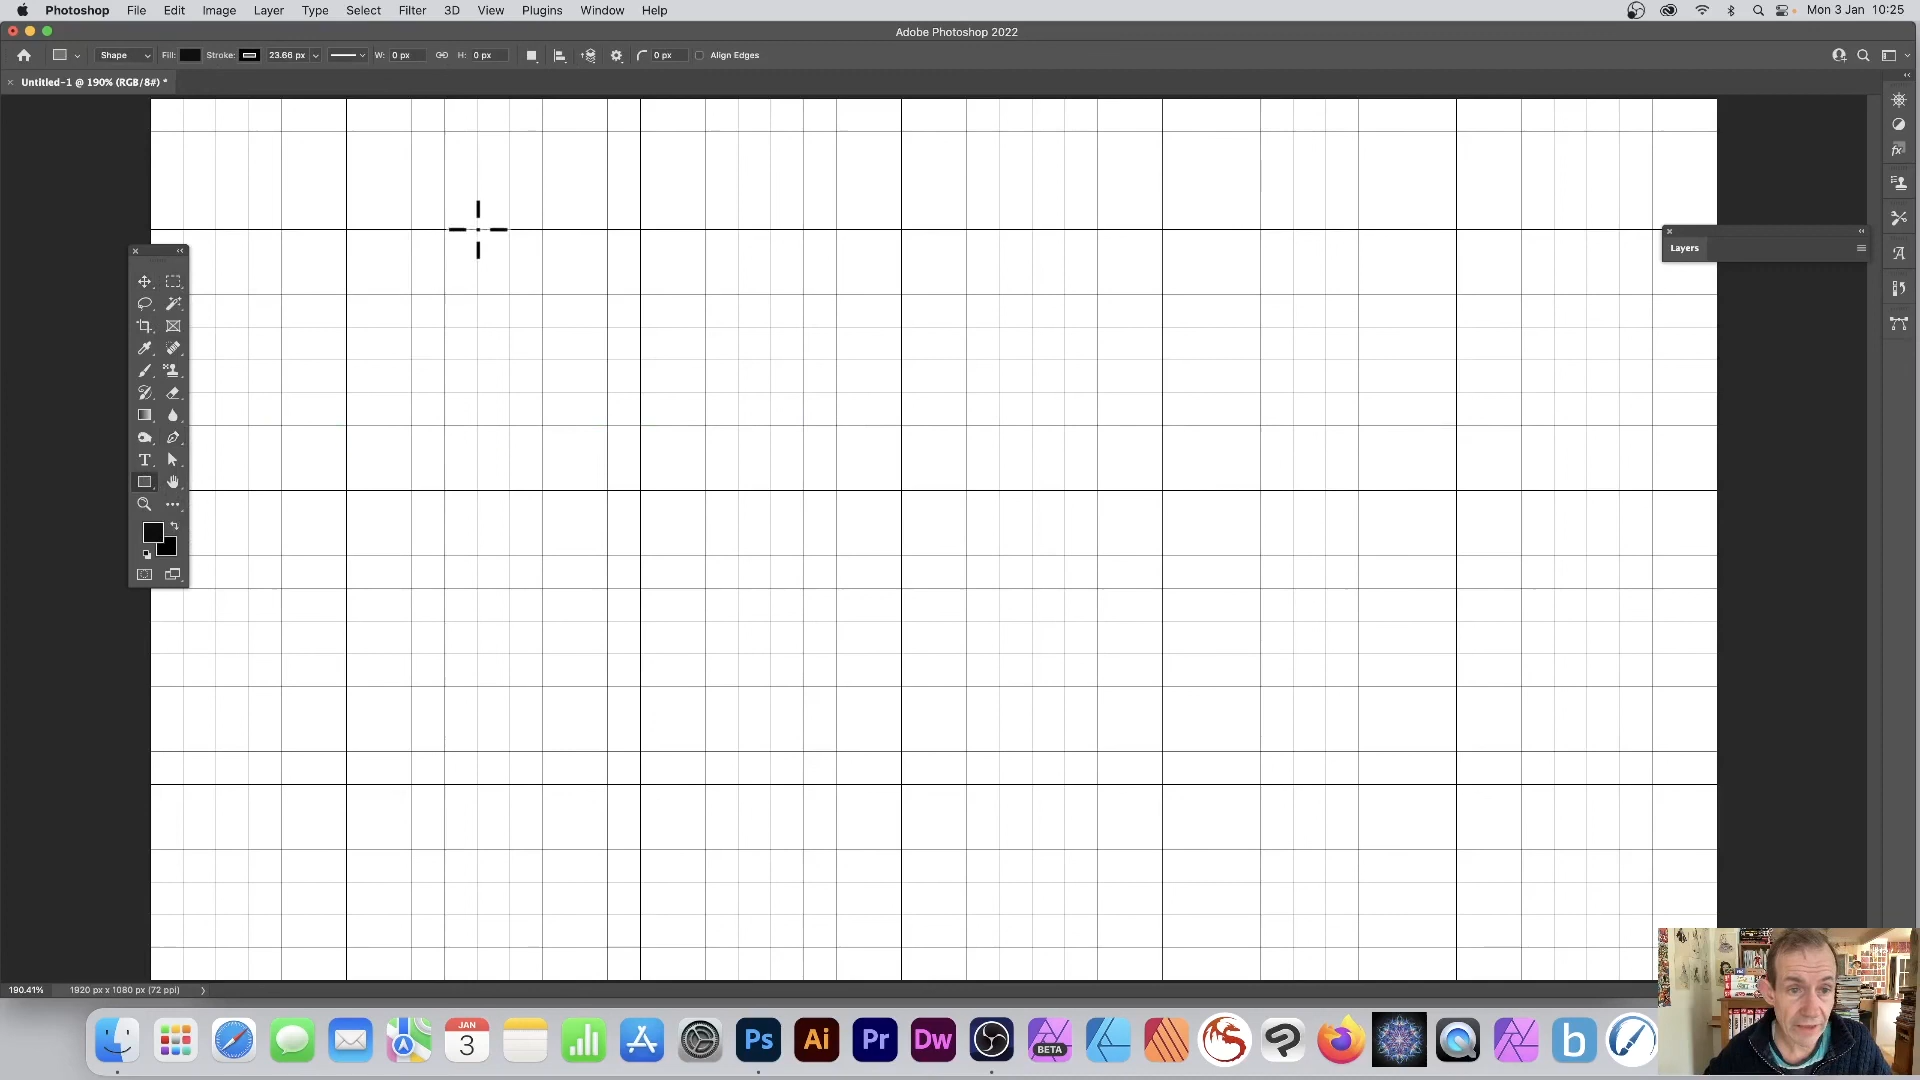 Photoshop File Edit Image Layer Type Select Filter 3D View Plugins Window Help Mon 3 Jan 10:25
Adobe Photoshop 2022
Shape Fill: Stroke: 23.66 px W: 0 px H: 0 px 0 px Align Edges
Untitled-1 @ 190% (RGB/8#) *
fx
Layers
A
T
190.41% 1920 px x 1080 px (72 ppi)
JAN
3
Ps Ai Pr Dw
BETA
b